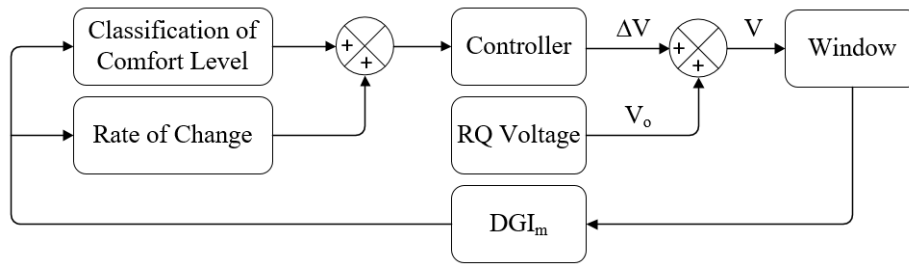 Classification of
Comfort Level
+
+
Controller
ΔV
+
+
V
Window
Rate of Change
RQ Voltage
Vₒ
DGIₘ